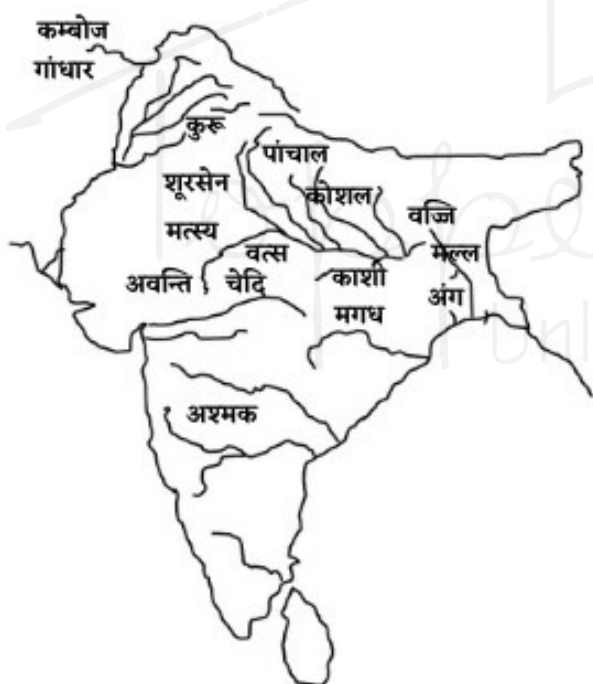 कम्बोज
गांधार
कुरू
पांचाल
शूरसेन
कोशल
मत्स्य
वज्जि
वत्स
मल्ल
अवन्ति
चेदि
काशी
अंग
मगध
अश्मक